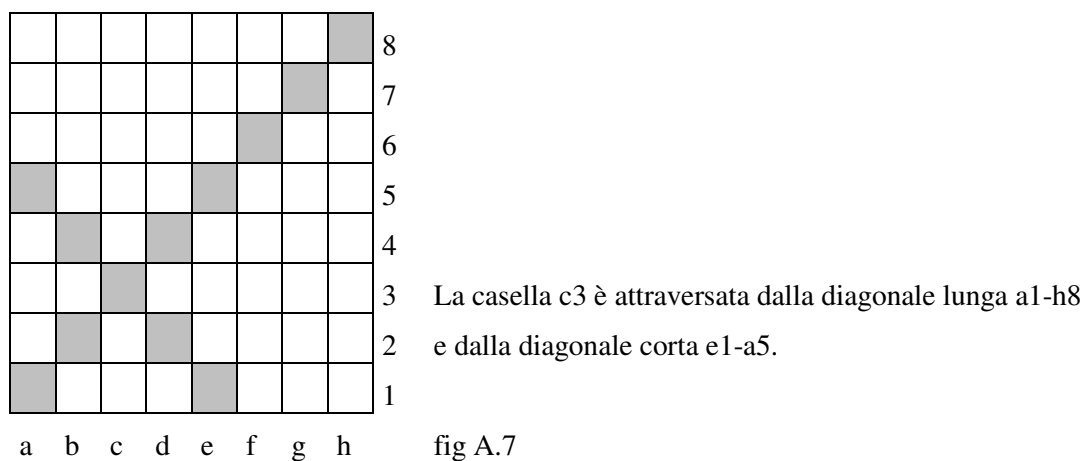 8
7
6
5
4
3 La casella c3 è attraversata dalla diagonale lunga a1-h8
2 e dalla diagonale corta e1-a5.
1
a b c d e f g h fig A.7